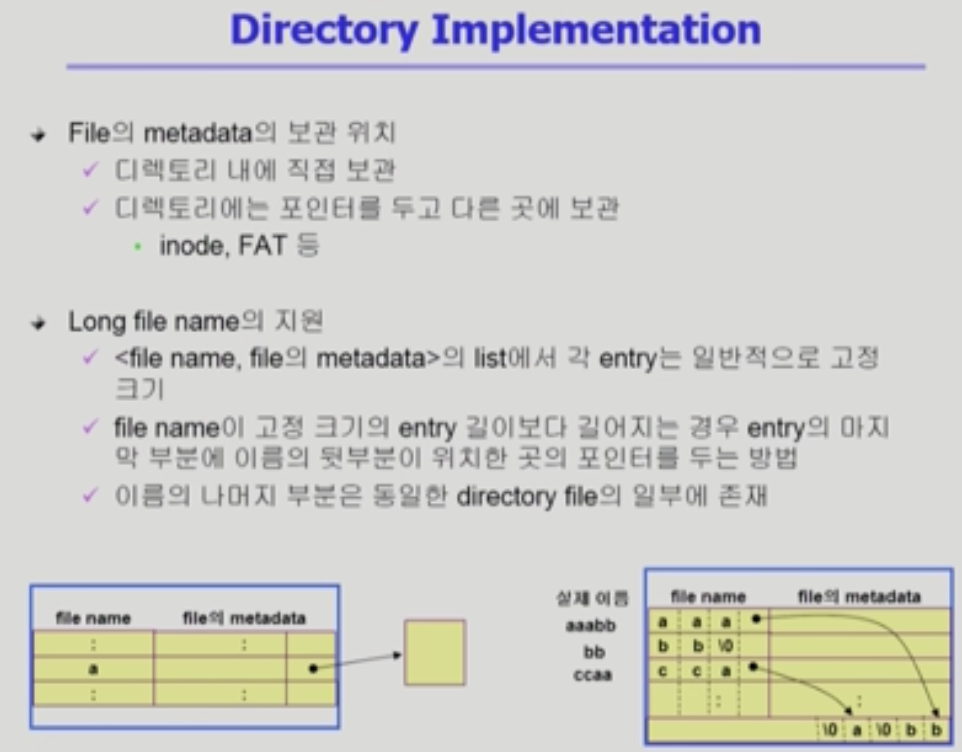 Directory Implementation
File의 metadata의 보관 위치
디렉토리 내에 직접 보관
디렉토리에는 포인터를 두고 다른 곳에 보관
inode, FAT 등
Long file name의 지원
<file name, file의 metadata>의 list에서 각 entry는 일반적으로 고정
크기
file name이 고정 크기의 entry 길이보다 길어지는 경우 entry의 마지
막 부분에 이름의 뒷부분이 위치한 곳의 포인터를 두는 방법
이름의 나머지 부분은 동일한 directory file의 일부에 존재
file name file의 metadata
: :
a
: :
실제 이름 file name file의 metadata
aaabb a a a
bb b b \0
ccaa c c a
: :
\0 a \0 b b